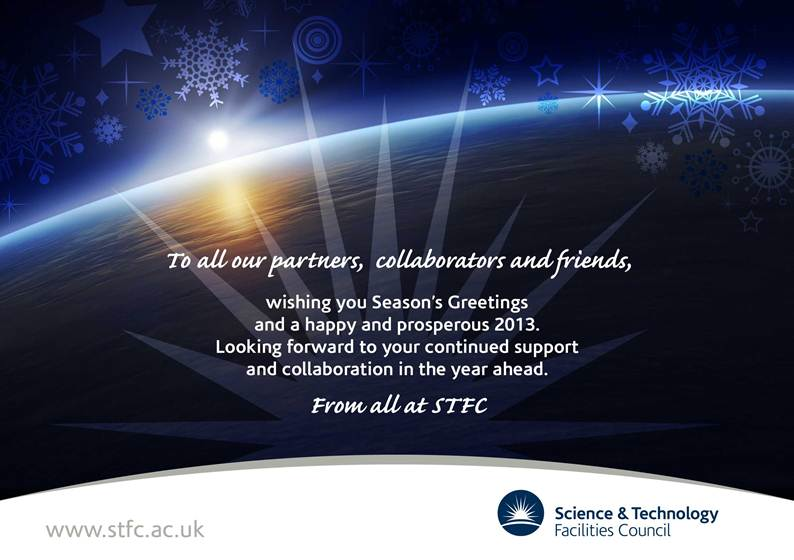 To all our partners, collaborators and friends,
wishing you Season's Greetings
and a happy and prosperous 2013.
Looking forward to your continued support
and collaboration in the year ahead.
From all at STFC
www.stfc.ac.uk
Science & Technology
Facilities Council